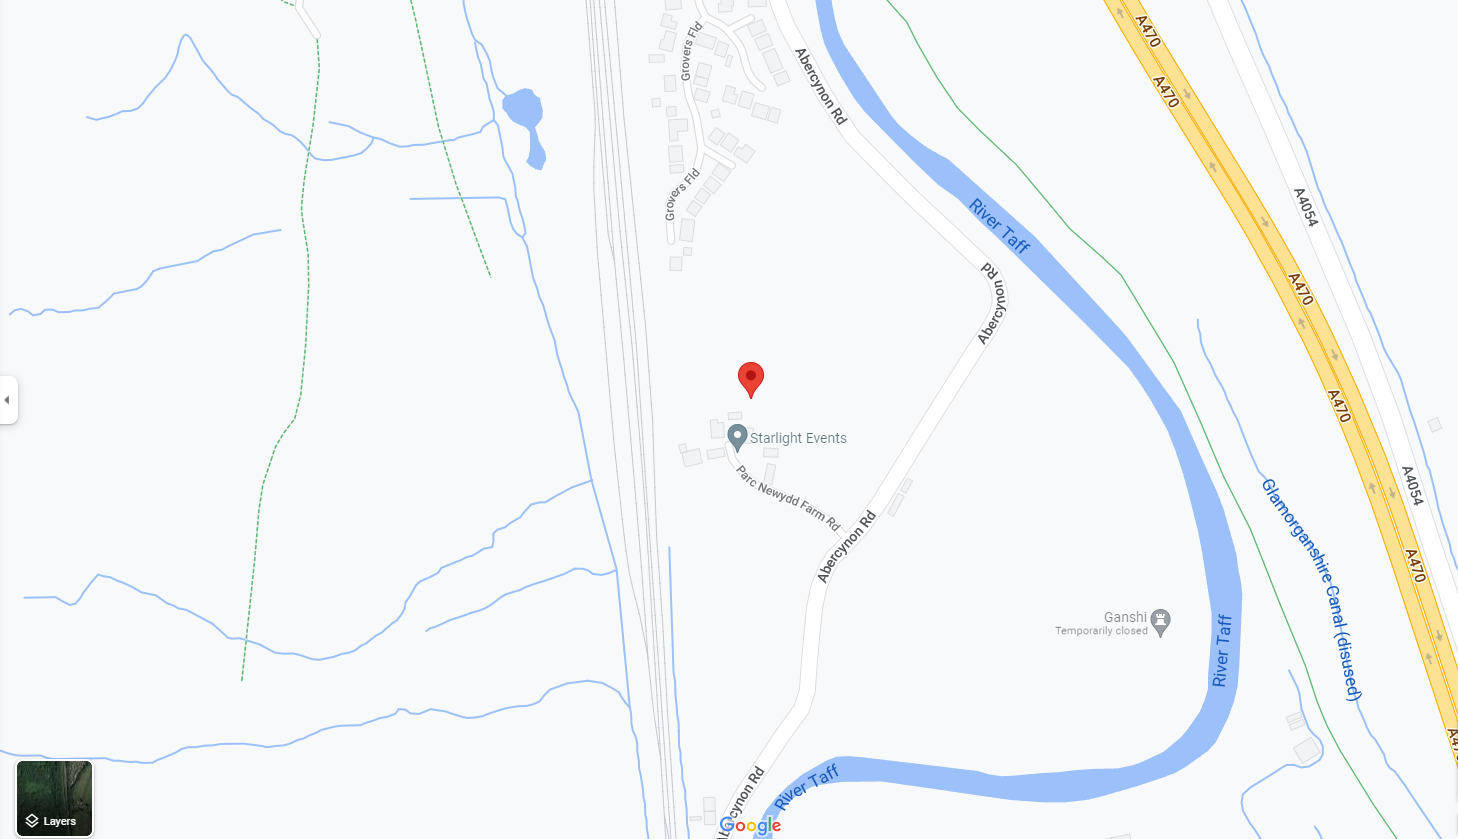 A470
Grovers Fld
Abercynon Rd
A470
Grovers Fld
A4054
River Taff
Abercynon Rd
A470
A470
Starlight Events
Parc Newydd Farm Rd
A4054
Glamorganshire Canal (disused)
Abercynon Rd
A470
Ganshi
Temporarily closed
River Taff
River Taff
Abercynon Rd
Layers
Google